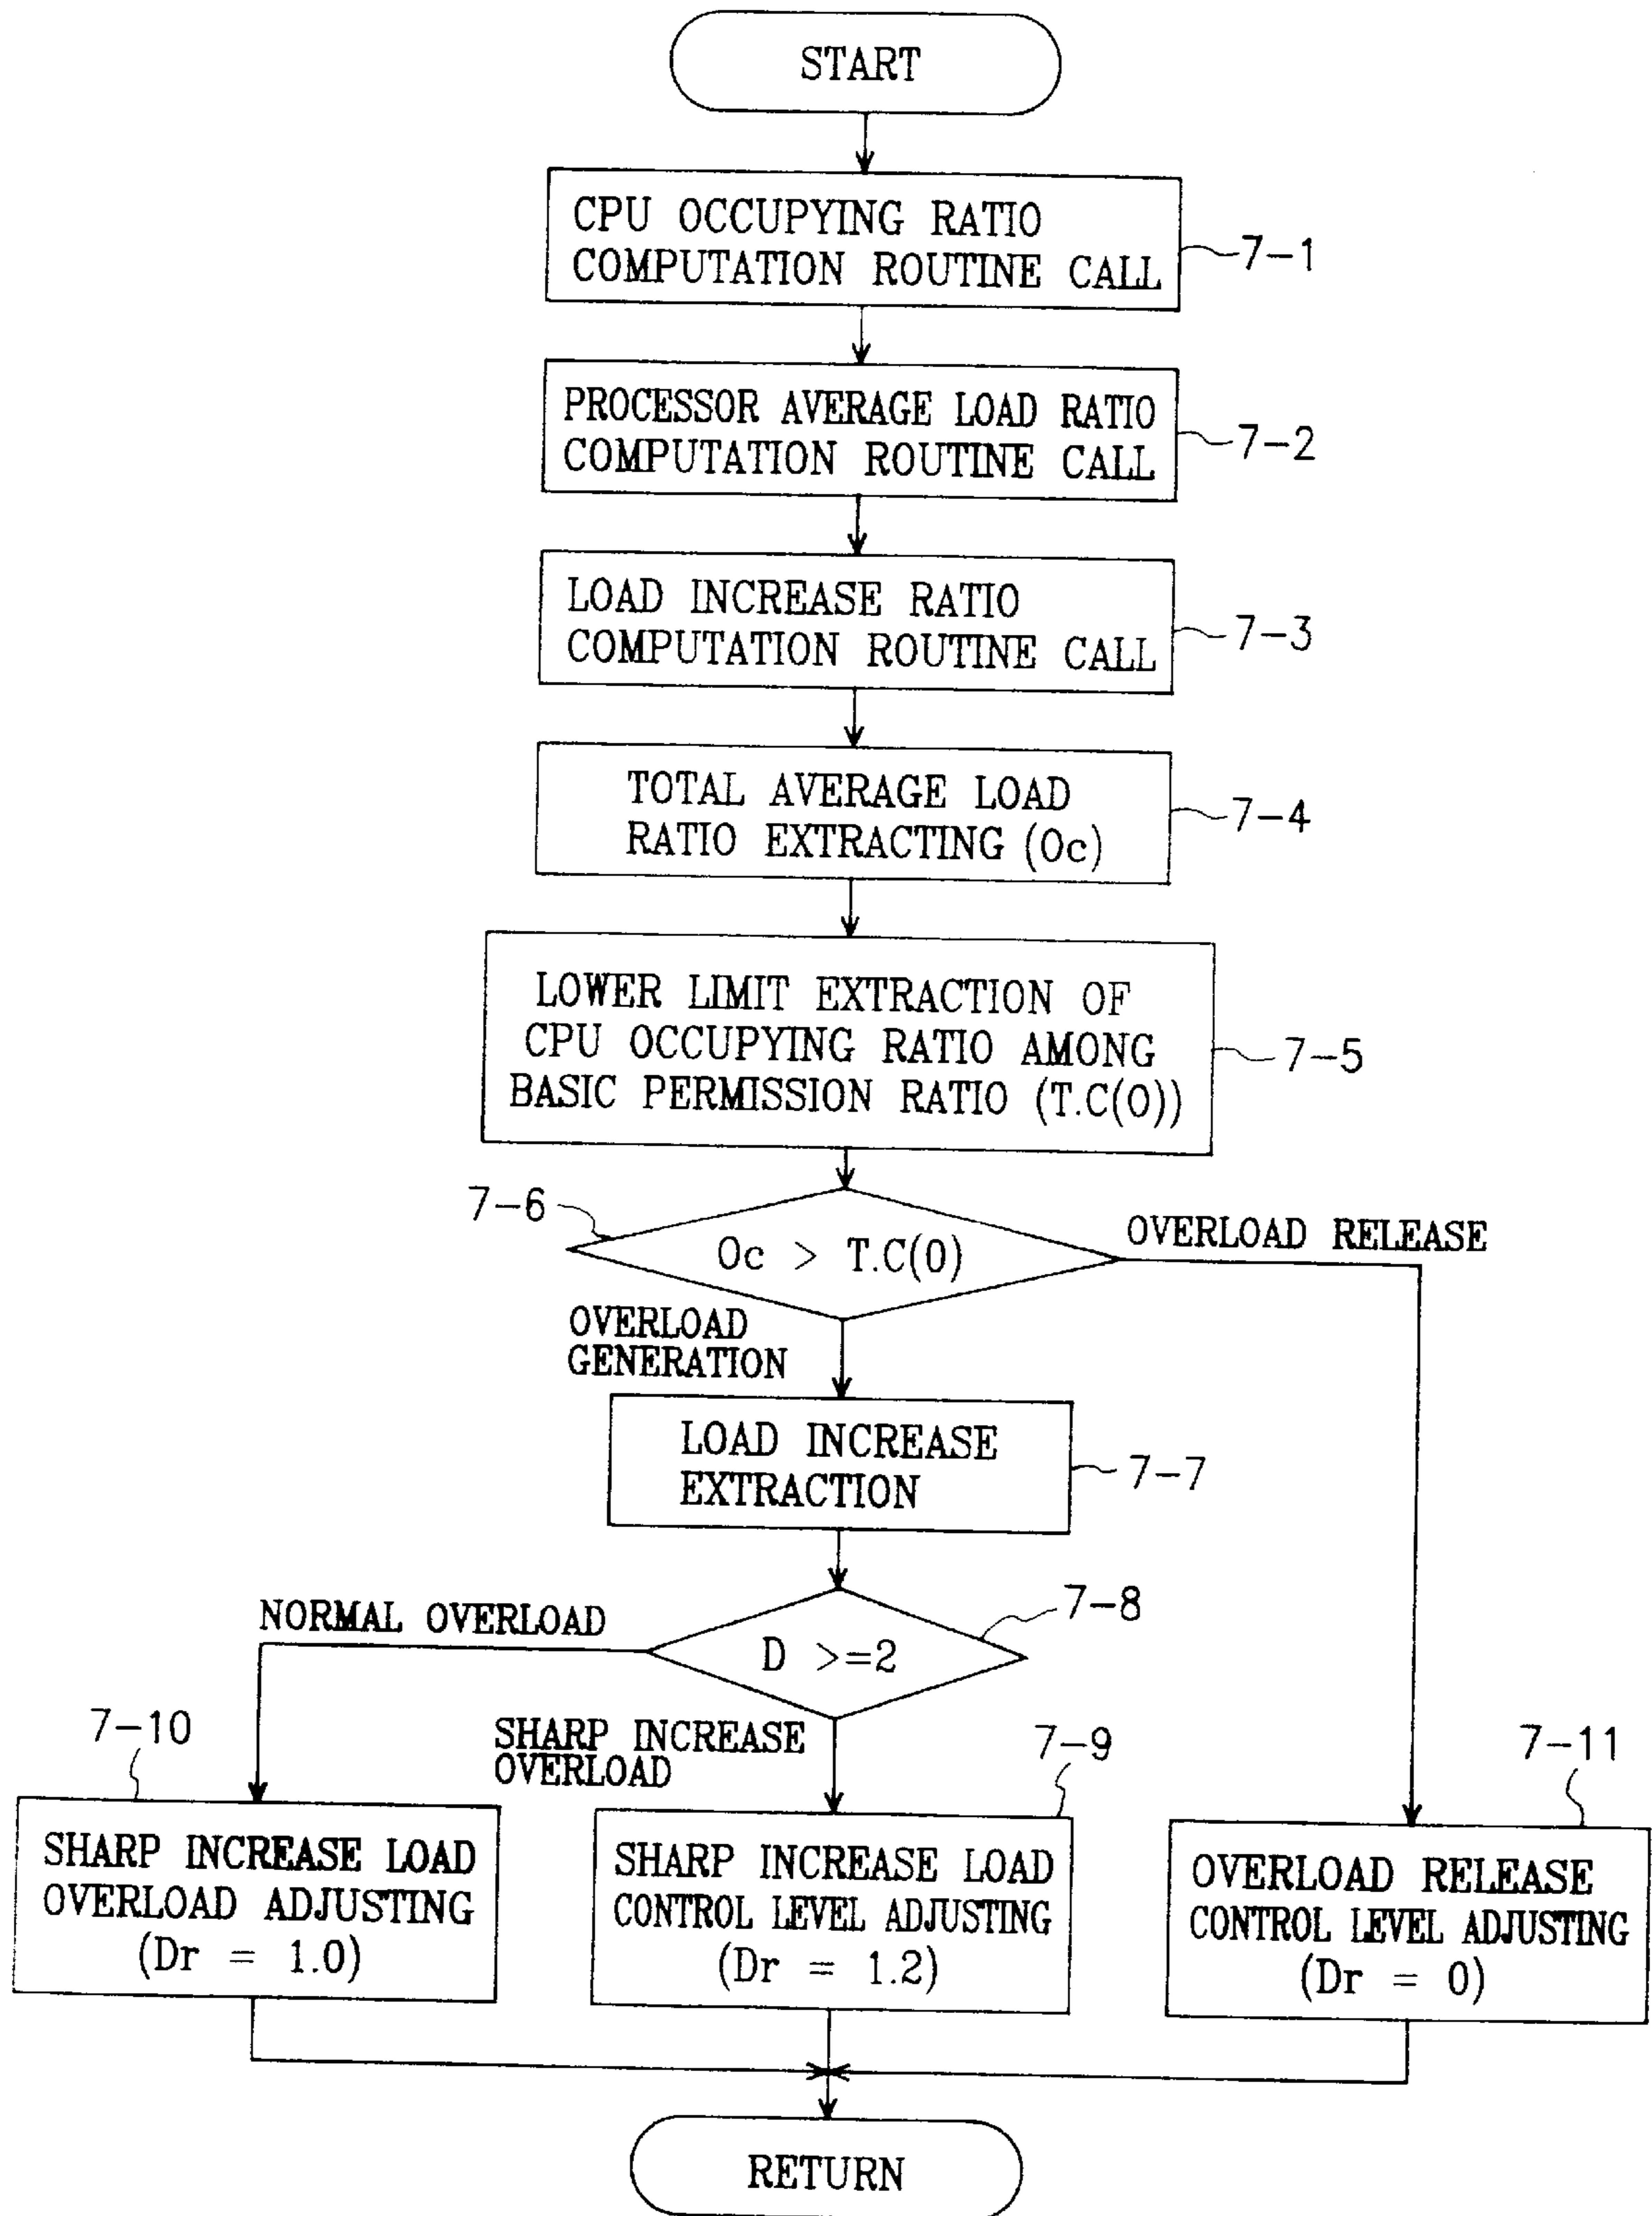 START
CPU OCCUPYING RATIO
COMPUTATION ROUTINE CALL
7-1
PROCESSOR AVERAGE LOAD RATIO
COMPUTATION ROUTINE CALL
7-2
LOAD INCREASE RATIO
COMPUTATION ROUTINE CALL
7-3
TOTAL AVERAGE LOAD
RATIO EXTRACTING (Oc)
7-4
LOWER LIMIT EXTRACTION OF
CPU OCCUPYING RATIO AMONG
BASIC PERMISSION RATIO (T.C(0))
7-5
7-6
Oc > T.C(0)
OVERLOAD RELEASE
OVERLOAD
GENERATION
LOAD INCREASE
EXTRACTION
7-7
7-8
NORMAL OVERLOAD
D >=2
7-10
SHARP INCREASE
OVERLOAD
7-9
7-11
SHARP INCREASE LOAD
OVERLOAD ADJUSTING
(Dr = 1.0)
SHARP INCREASE LOAD
CONTROL LEVEL ADJUSTING
(Dr = 1.2)
OVERLOAD RELEASE
CONTROL LEVEL ADJUSTING
(Dr = 0)
RETURN